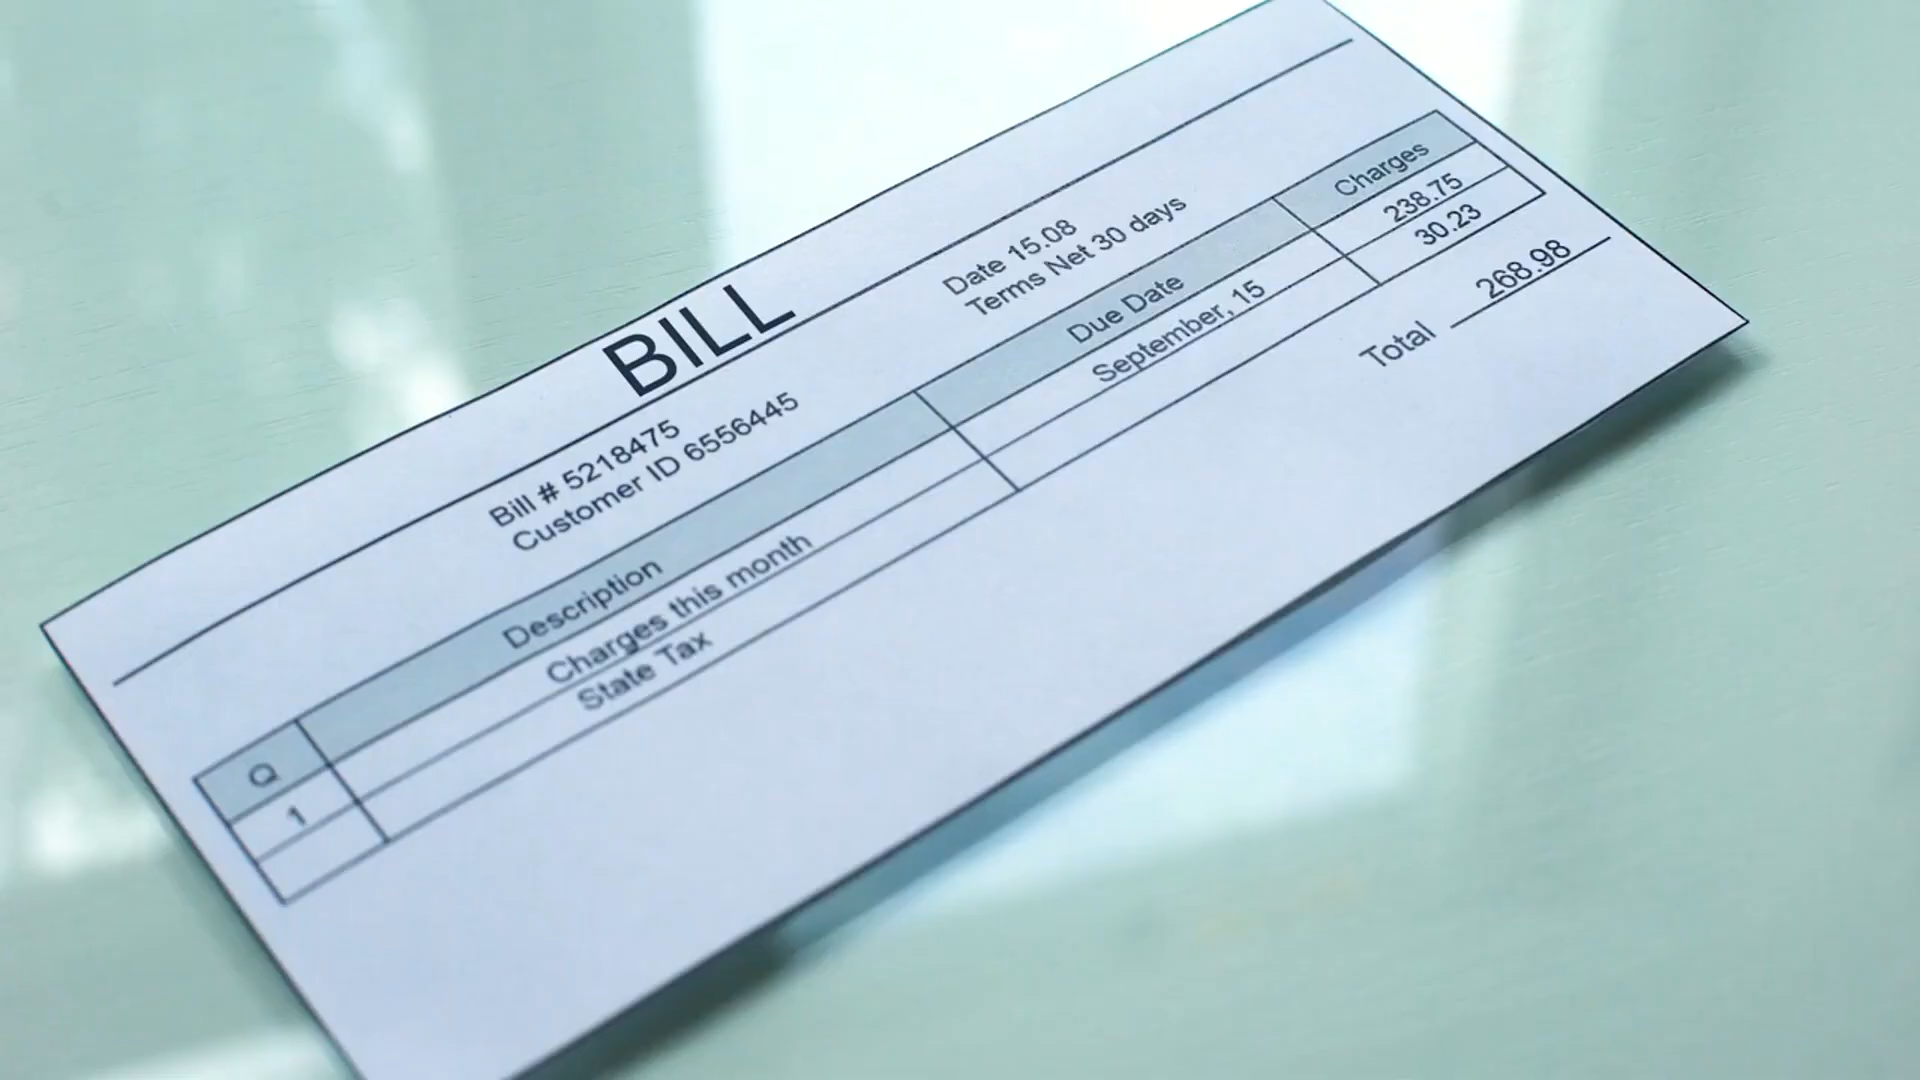 BILL
Bill # 5218475
Date 15.08
Customer ID 6556445
Terms Net 30 days
Q Description Due Date Charges
1 Charges this month September, 15 238.75
State Tax 30.23
Total 268.98